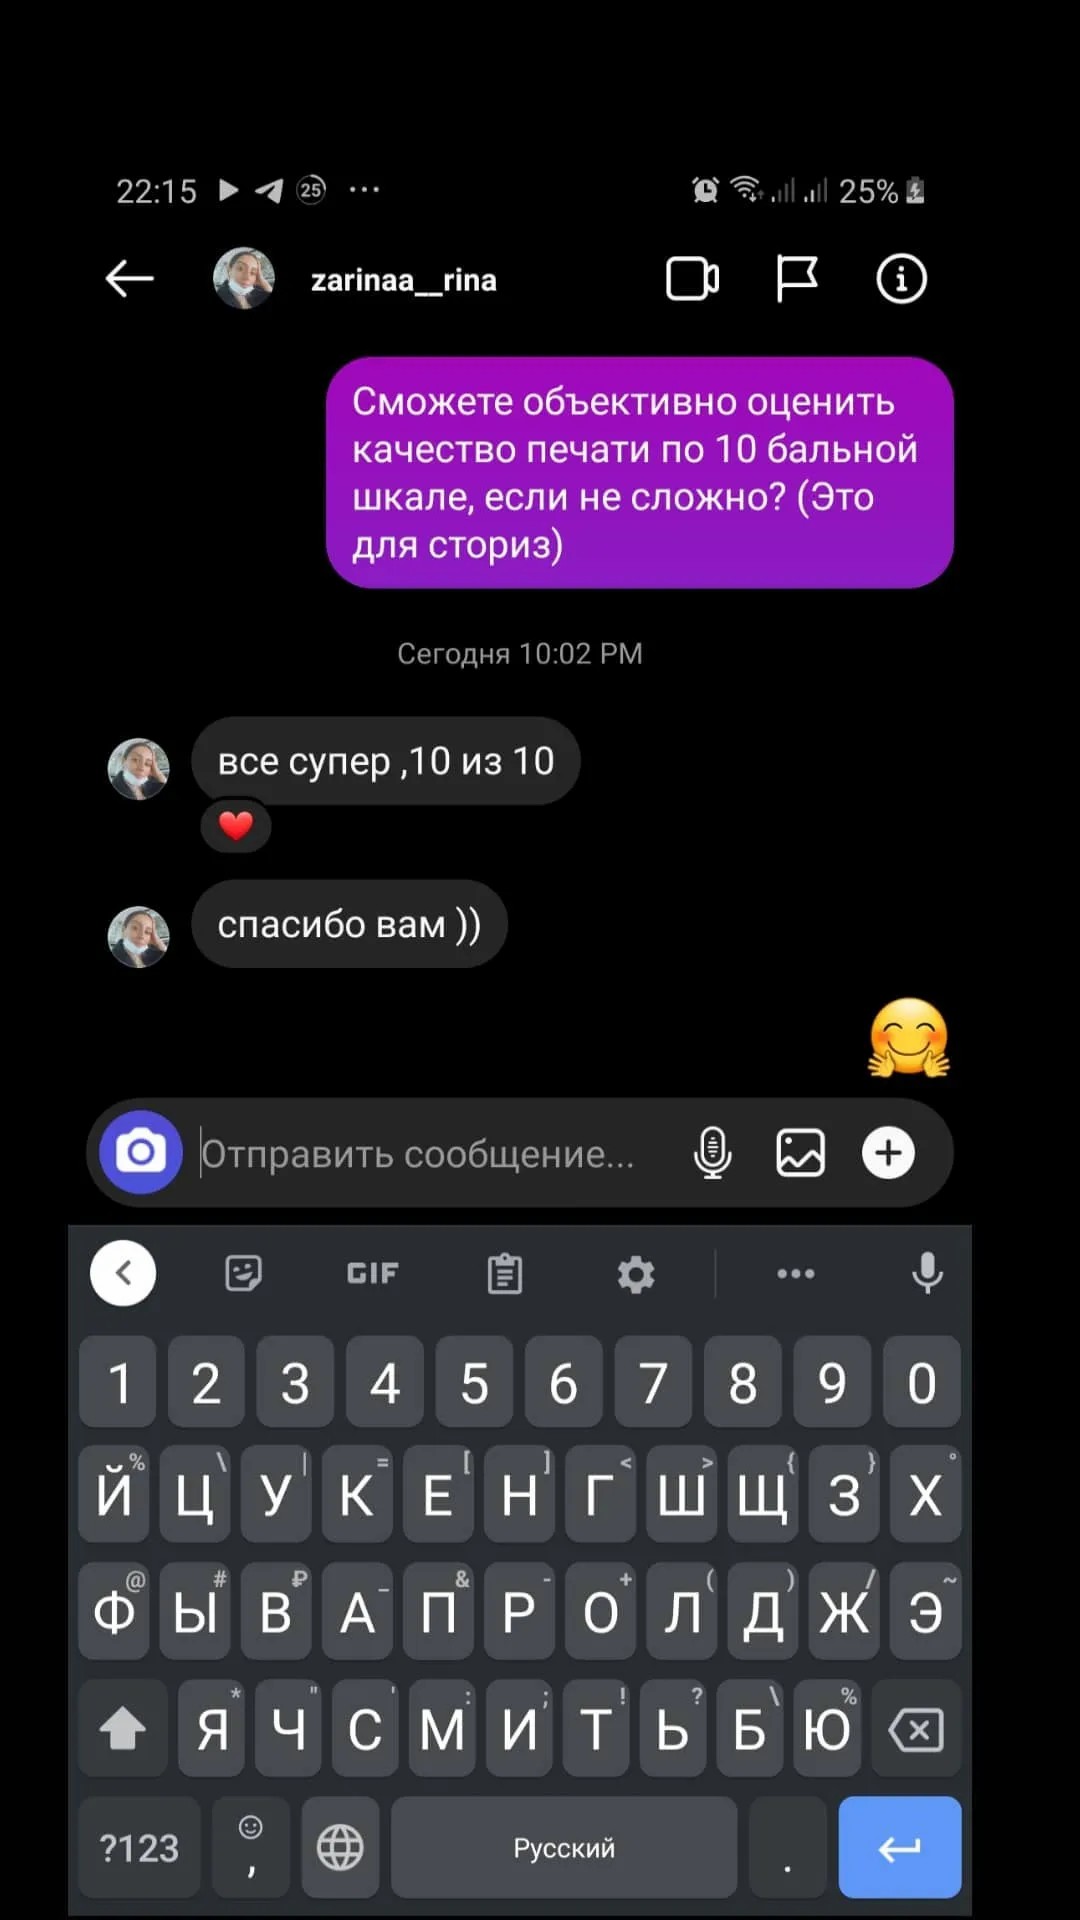 22:15 25 25%
zarinaa__rina
Сможете объективно оценить
качество печати по 10 бальной
шкале, если не сложно? (Это
для сториз)
Сегодня 10:02 PM
все супер ,10 из 10
спасибо вам ))
Отправить сообщение...
GIF
1 2 3 4 5 6 7 8 9 0
% \ | = [ ] < > { } °
Й Ц У К Е Н Г Ш Щ З Х
@ # ₽ _ & - + ( ) / ~
Ф Ы В А П Р О Л Д Ж Э
* " ' : ; ! ? \ %
Я Ч С М И Т Ь Б Ю
?123 , Русский .